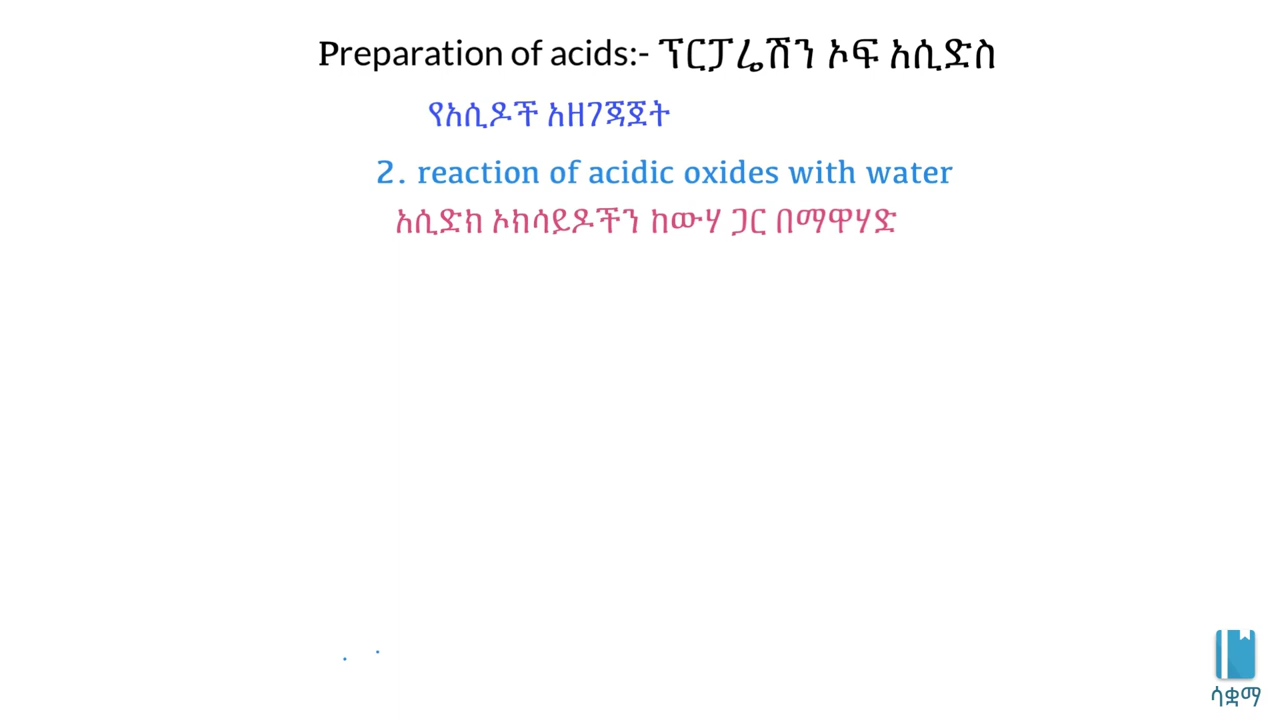 Preparation of acids:- ፕርፓሬሽን ኦፍ አሲድስ
የአሲዶች አዘገጃጀት
2. reaction of acidic oxides with water
አሲድክ ኦክሳይዶችን ከውሃ ጋር በማዋሃድ
ሳቋማ